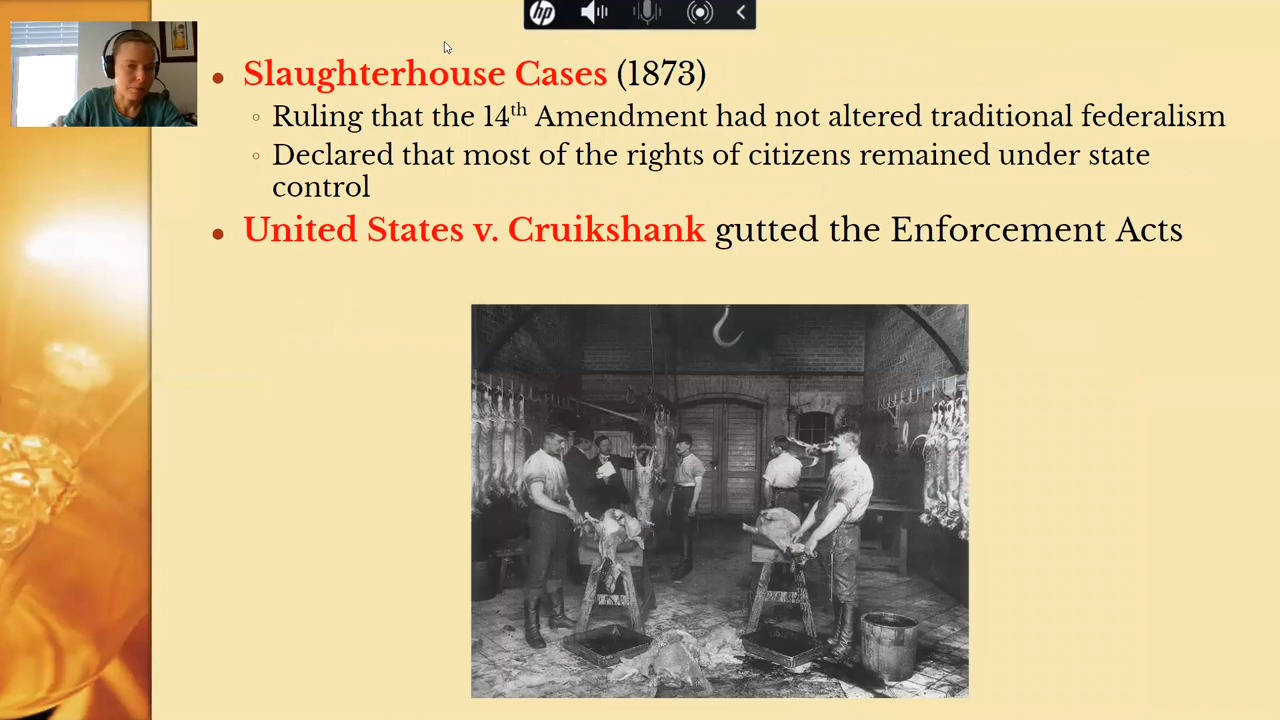 hp
Slaughterhouse Cases (1873)
Ruling that the 14th Amendment had not altered traditional federalism
Declared that most of the rights of citizens remained under state
control
United States v. Cruikshank gutted the Enforcement Acts